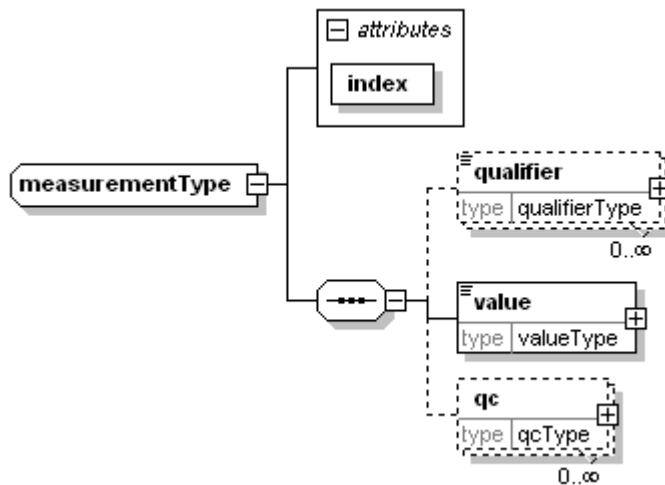 attributes
index
measurementType
qualifier
type qualifierType
0..∞
value
type valueType
qc
type qcType
0..∞